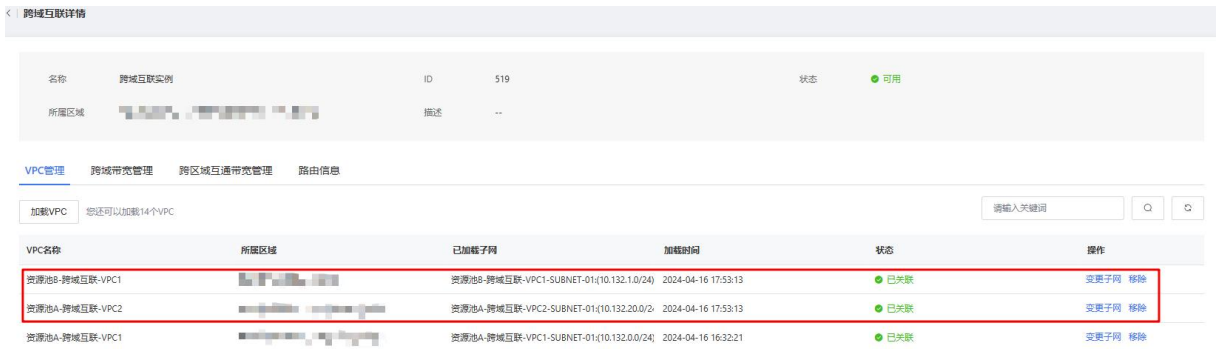 跨域互联详情
名称 跨域互联实例 ID 519 状态 可用
所属区域 描述 --
VPC管理 跨域带宽管理 跨区域互通带宽管理 路由信息
加载VPC 您还可以加载14个VPC 请输入关键词
VPC名称 所属区域 已加载子网 加载时间 状态 操作
资源池B-跨域互联-VPC1 资源池B-跨域互联-VPC1-SUBNET-01:(10.132.1.0/24) 2024-04-16 17:53:13 已关联 变更子网 移除
资源池A-跨域互联-VPC2 资源池A-跨域互联-VPC2-SUBNET-01:(10.132.20.0/2 2024-04-16 17:53:13 已关联 变更子网 移除
资源池A-跨域互联-VPC1 资源池A-跨域互联-VPC1-SUBNET-01:(10.132.0.0/24) 2024-04-16 16:32:21 已关联 变更子网 移除